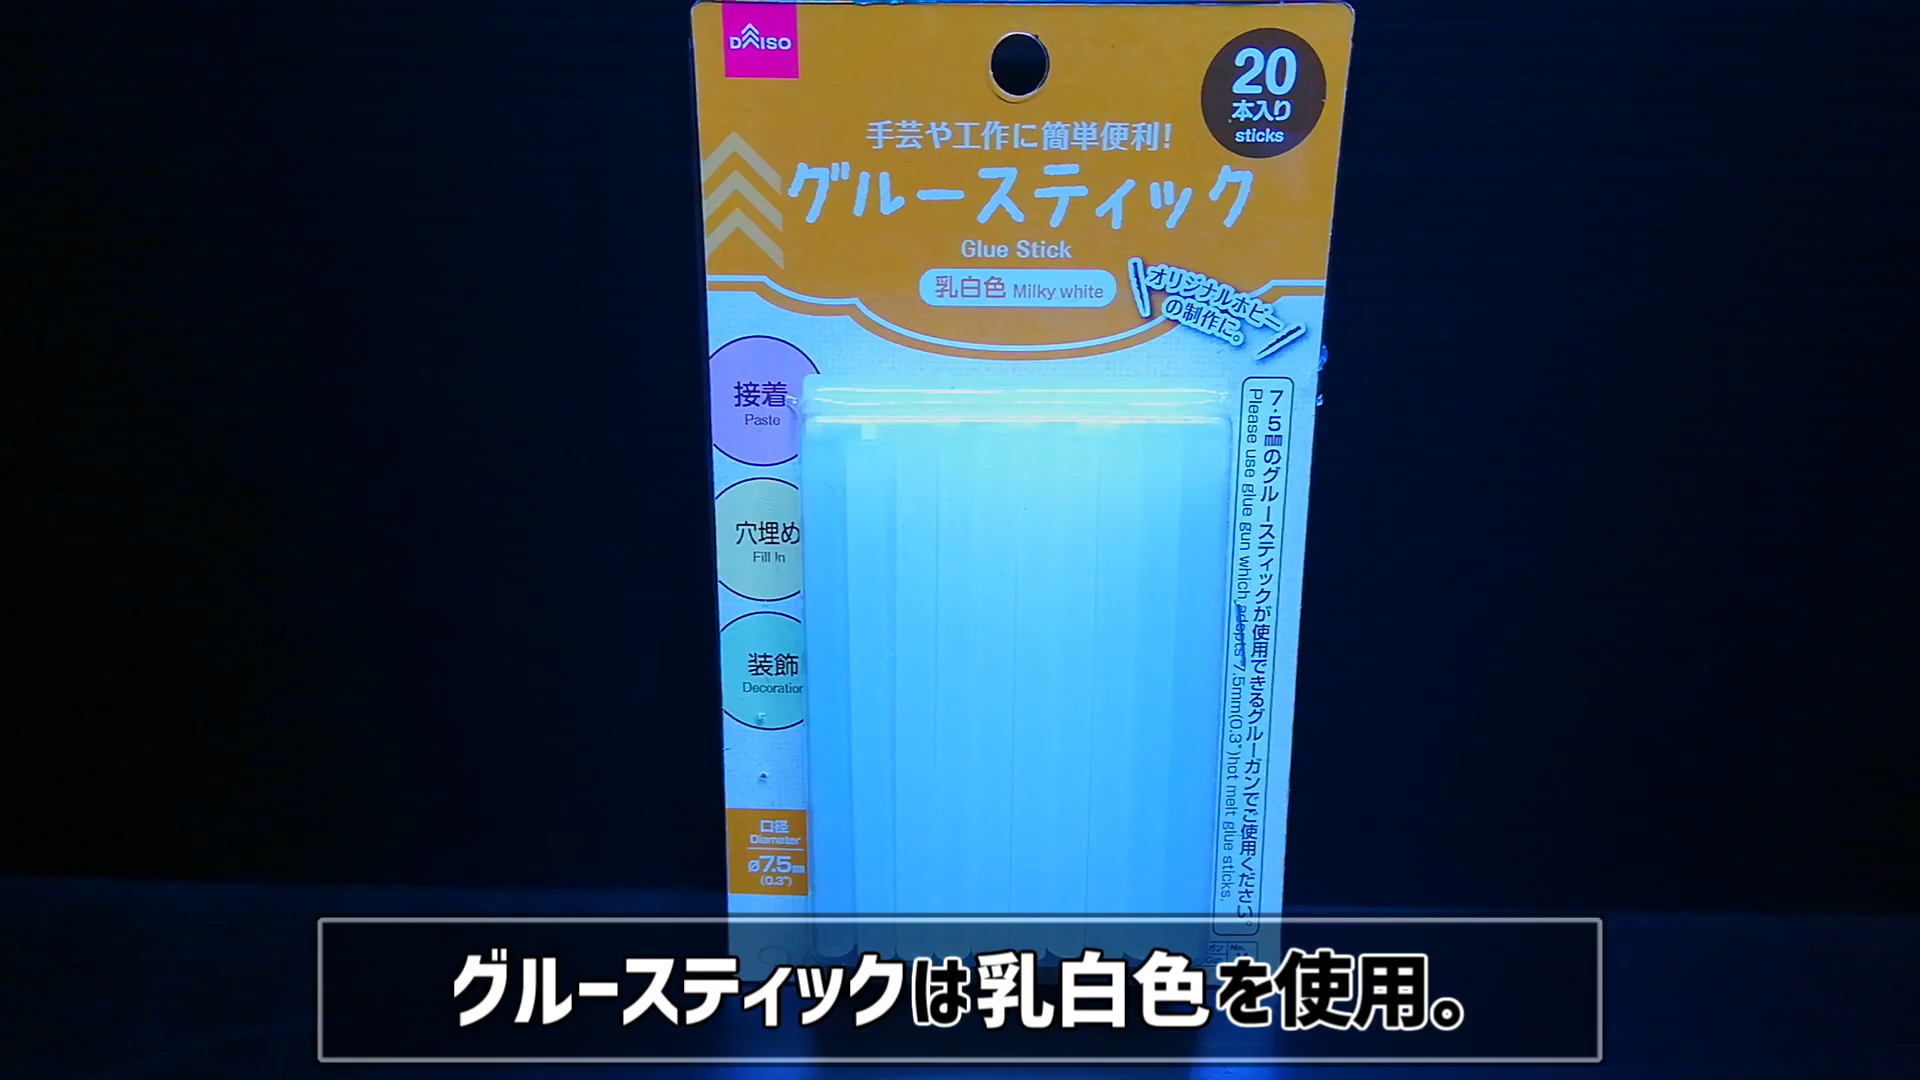 DAISO
20
本入り
sticks
手芸や工作に簡単便利!
グルースティック
Glue Stick
乳白色 Milky white
オリジナルホビー
の制作に。
接着
Paste
穴埋め
Fill In
装飾
Decoration
7.5㎜のグルースティックが使用できるグルーガンでご使用ください。
Please use glue gun which adopts 7.5mm(0.3")hot melt glue sticks.
口径
Diameter
ø7.5㎜
(0.3")
グルースティックは乳白色を使用。